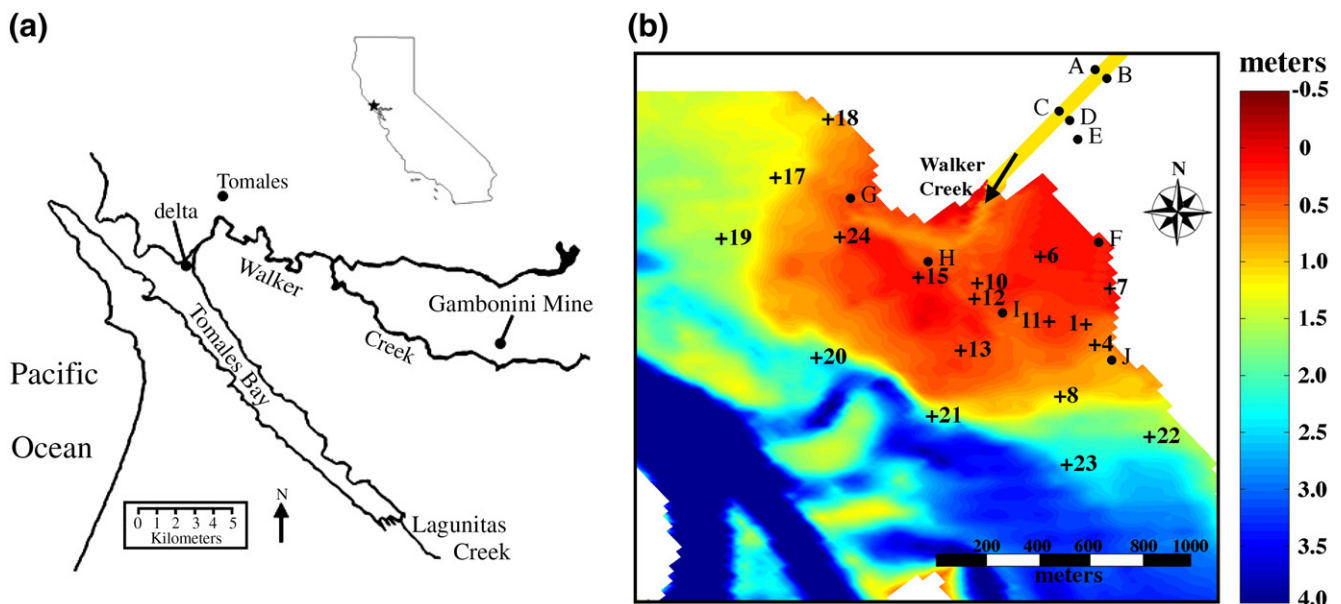 (a)
Tomales
delta
Walker
Creek
Gambonini Mine
Tomales Bay
Pacific
Ocean
0 1 2 3 4 5
Kilometers
N
Lagunitas
Creek
(b)
A
B
C
D
E
+18
Walker
Creek
N
+17
G
+19
+24
F
+6
H
+15
+10
+7
+12
I
11+
1+
+4
+13
J
+20
+8
+21
+22
+23
200 600 1000
meters
meters
-0.5
0
0.5
1.0
1.5
2.0
2.5
3.0
3.5
4.0